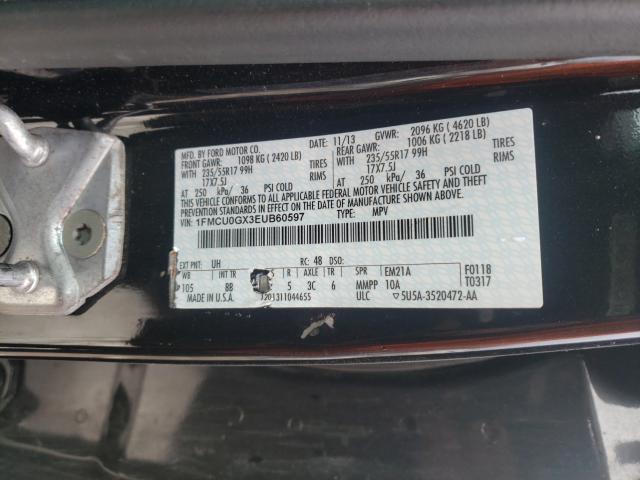 MFD. BY FORD MOTOR CO.
11/13 GVWR: 2096 KG ( 4620 LB)
FRONT GAWR: 1098 KG ( 2420 LB)
REAR GAWR: 1006 KG ( 2218 LB)
WITH 235/55R17 99H TIRES
WITH 235/55R17 99H TIRES
17X7.5J RIMS
17X7.5J RIMS
AT 250 kPa/ 36 PSI COLD
AT 250 kPa/ 36 PSI COLD
THIS VEHICLE CONFORMS TO ALL APPLICABLE FEDERAL MOTOR VEHICLE SAFETY AND THEFT
PREVENTION STANDARDS IN EFFECT ON THE DATE OF MANUFACTURE SHOWN ABOVE.
VIN: 1FMCU0GX3EUB60597 TYPE: MPV
EXT PNT: UH RC: 48 DSO:
WB INT TR R AXLE TR SPR EM21A F0118
105 8B 5 3C 6 MMPP 10A T0317
MADE IN U.S.A. 7201311044655 ULC 5U5A-3520472-AA